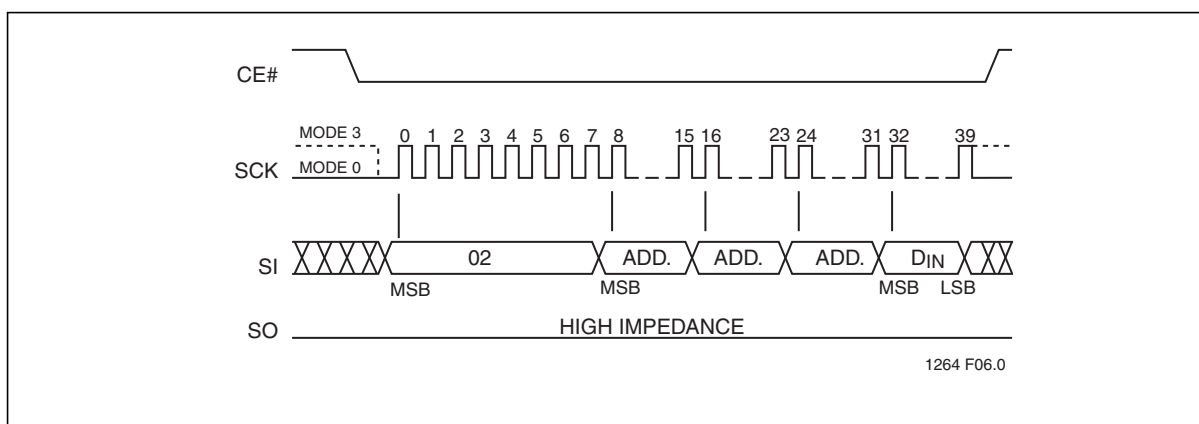 CE#
MODE 3
0 1 2 3 4 5 6 7 8 15 16 23 24 31 32 39
SCK
MODE 0
SI
02 ADD. ADD. ADD. DIN
MSB MSB MSB LSB
SO
HIGH IMPEDANCE
1264 F06.0